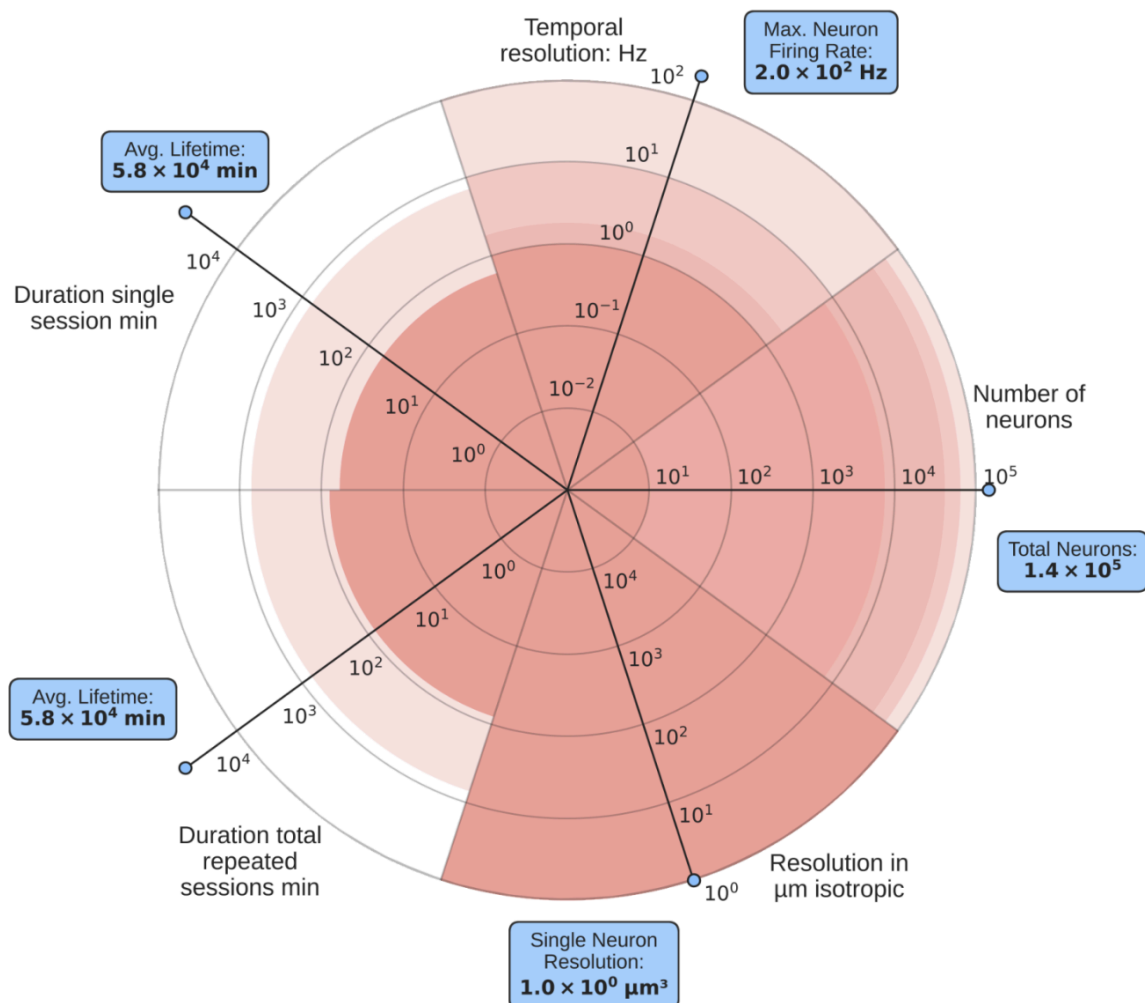 Temporal
resolution: Hz
10²
Max. Neuron
Firing Rate:
2.0 × 10² Hz
10¹
10⁰
10⁻¹
10⁻²
Avg. Lifetime:
5.8 × 10⁴ min
10⁴
10³
10²
10¹
10⁰
Duration single
session min
Number of
neurons
10¹
10²
10³
10⁴
10⁵
Total Neurons:
1.4 × 10⁵
10⁰
10¹
10²
10³
10⁴
Avg. Lifetime:
5.8 × 10⁴ min
Duration total
repeated
sessions min
10⁴
10³
10²
10¹
10⁰
Resolution in
µm isotropic
Single Neuron
Resolution:
1.0 × 10⁰ µm³